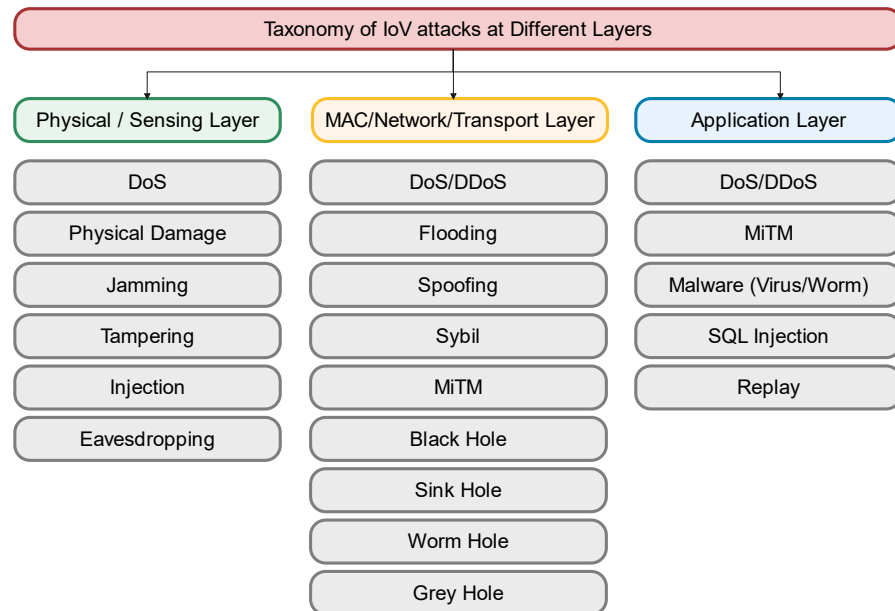 Taxonomy of IoV attacks at Different Layers
Physical / Sensing Layer
DoS
Physical Damage
Jamming
Tampering
Injection
Eavesdropping
MAC/Network/Transport Layer
DoS/DDoS
Flooding
Spoofing
Sybil
MiTM
Black Hole
Sink Hole
Worm Hole
Grey Hole
Application Layer
DoS/DDoS
MiTM
Malware (Virus/Worm)
SQL Injection
Replay